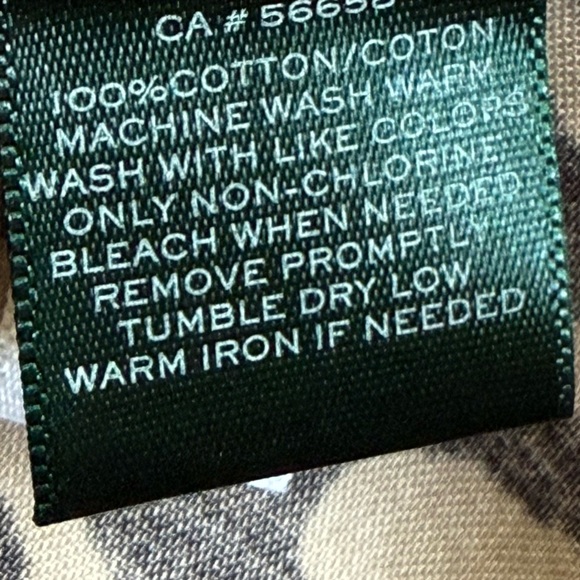 CA # 56652
100%COTTON/COTON
MACHINE WASH WARM
WASH WITH LIKE COLORS
ONLY NON-CHLORINE
BLEACH WHEN NEEDED
REMOVE PROMPTLY
TUMBLE DRY LOW
WARM IRON IF NEEDED